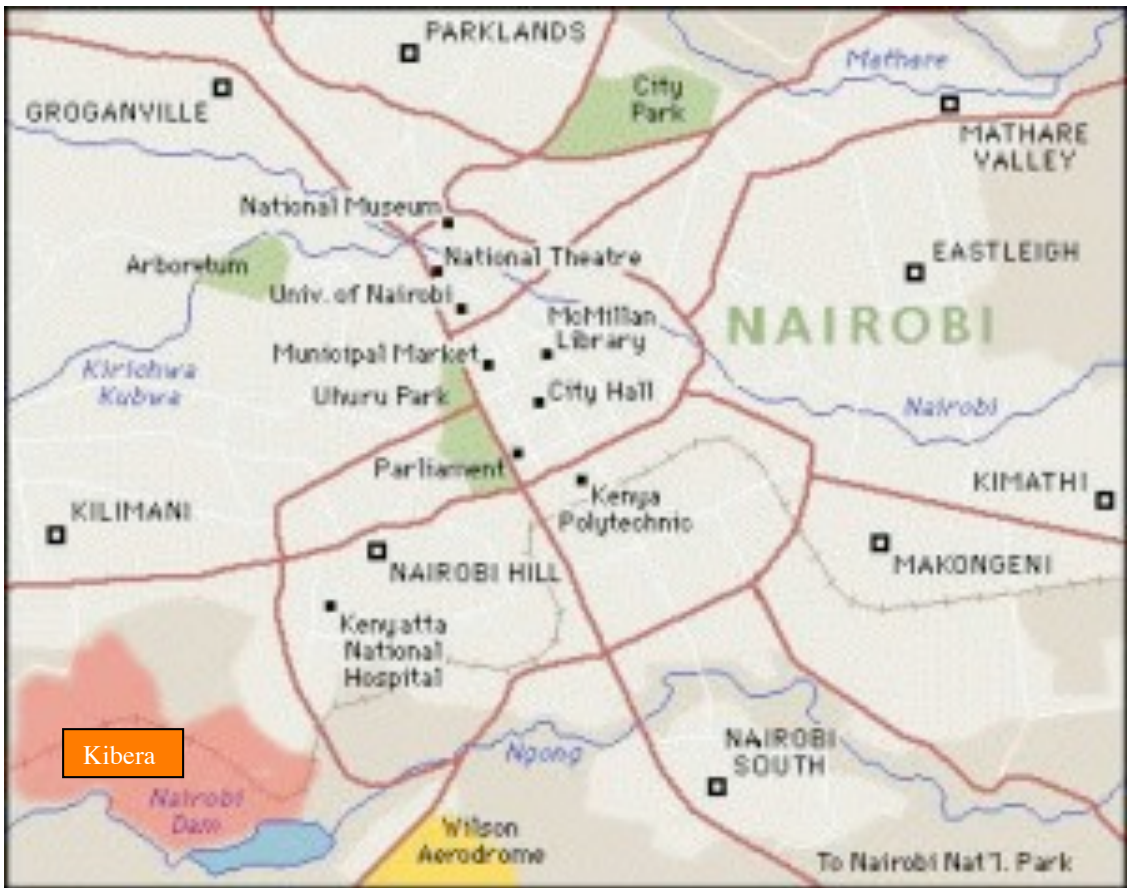 PARKLANDS
Mathare
City
Park
GROGANVILLE
MATHARE
VALLEY
National Museum
EASTLEIGH
National Theatre
Arboretum
Univ. of Nairobi
McMillan
Library
NAIROBI
Municipal Market
Kirichwa
Kubwa
Uhuru Park
City Hall
Nairobi
Parliament
KIMATHI
Kenya
Polytechnic
KILIMANI
NAIROBI HILL
MAKONGENI
Kenyatta
National
Hospital
Kibera
Ngong
NAIROBI
SOUTH
Nairobi
Dam
Wilson
Aerodrome
To Nairobi Nat'l. Park